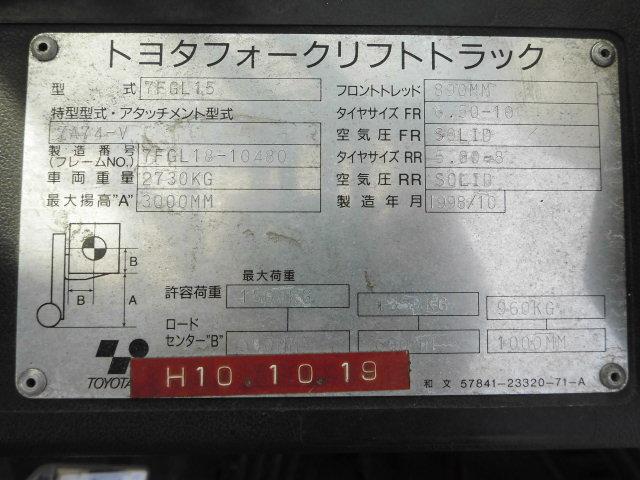 トヨタフォークリフトトラック
型式 7FGL15
フロントトレッド 890MM
特型型式・アタッチメント型式
タイヤサイズ FR
7A74-V
空気圧 FR SOLID
製造番号
(フレームNO.) 7FGL18-10480
タイヤサイズ RR 5.00-8
車両重量 2730KG
空気圧 RR SOLID
最大揚高"A" 3000MM
製造年月 1998/10
B
B
A
最大荷重
許容荷重 960KG
ロード
センター"B" 1000MM
TOYOTA
H10.10.19
和文 57841-23320-71-A